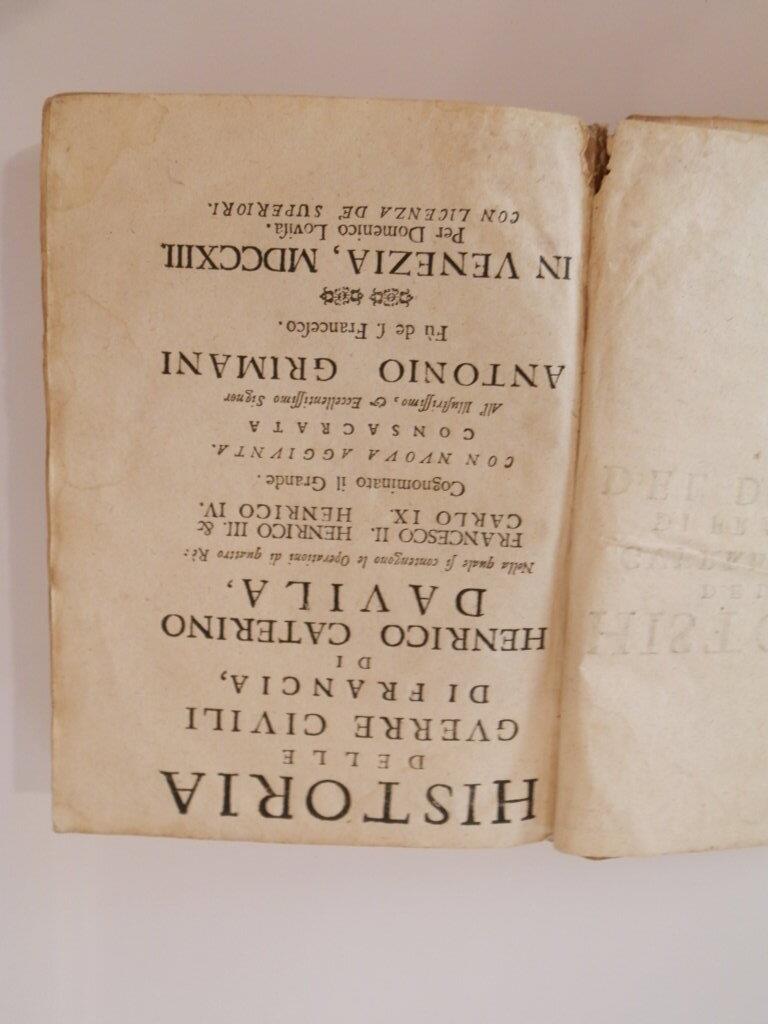 HISTORIA
DELLE
GVERRE CIVILI
DI FRANCIA,
DI
HENRICO CATERINO
DAVILA,
Nella quale ſi contengono le Operationi di quattro Rè:
FRANCESCO II. HENRICO III. &
CARLO IX. HENRICO IV.
Cognominato il Grande.
CON NVOVA AGGIVNTA.
CONSACRATA
All' Illuſtriſſimo, & Eccellentiſſimo Signor
ANTONIO GRIMANI
Fù de ſ. Franceſco.
IN VENEZIA, MDCCXIII.
Per Domenico Loviſa.
CON LICENZA DE' SUPERIORI.